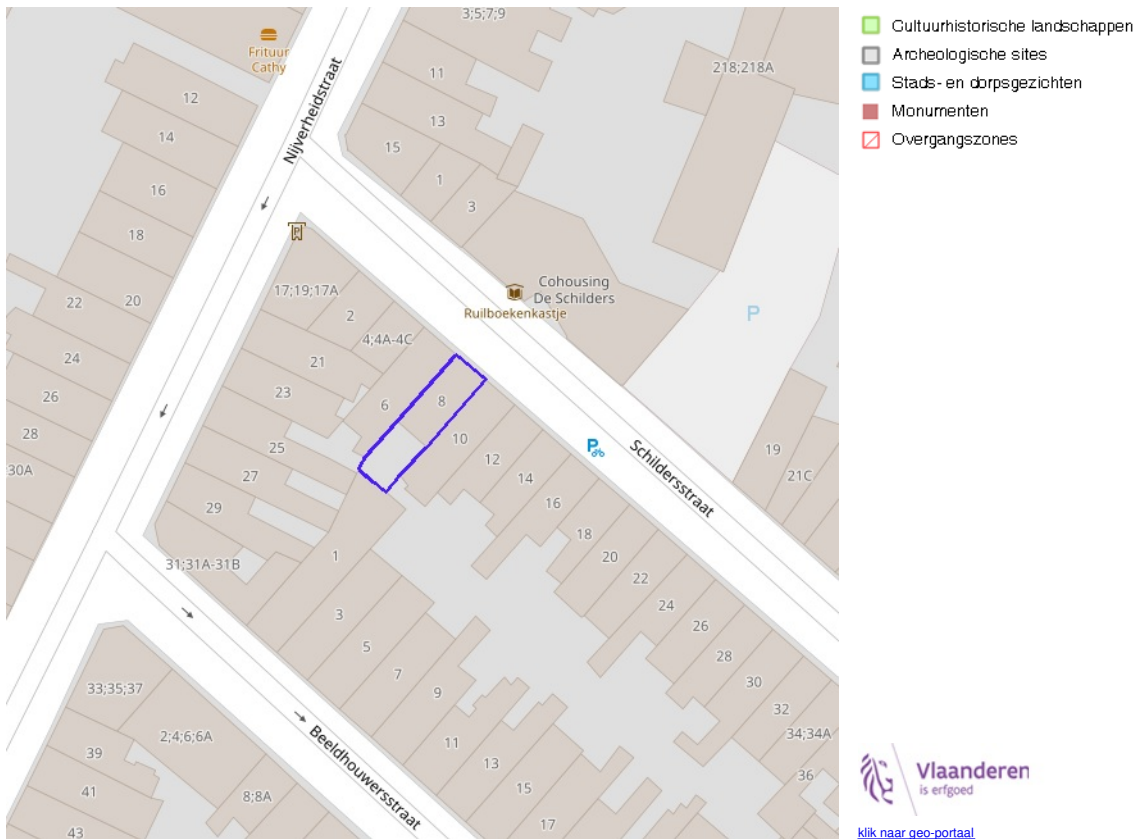 3;5;7;9
Frituur
Cathy
11
218;218A
12
13
14
Nijverheidstraat
15
16
1
3
18
22
20
17;19;17A
Cohousing
De Schilders
Ruilboekenkastje
P
2
4;4A-4C
24
21
26
23
6
8
28
25
10
30A
27
12
14
Schildersstraat
19
21C
29
16
18
31;31A-31B
1
20
22
3
24
26
5
28
7
30
33;35;37
9
32
2;4;6;6A
11
34;34A
39
Beeldhouwersstraat
13
36
41
8;8A
15
43
17
P
P
Cultuurhistorische landschappen
Archeologische sites
Stads- en dorpsgezichten
Monumenten
Overgangszones
Vlaanderen
is erfgoed
klik naar geo-portaal